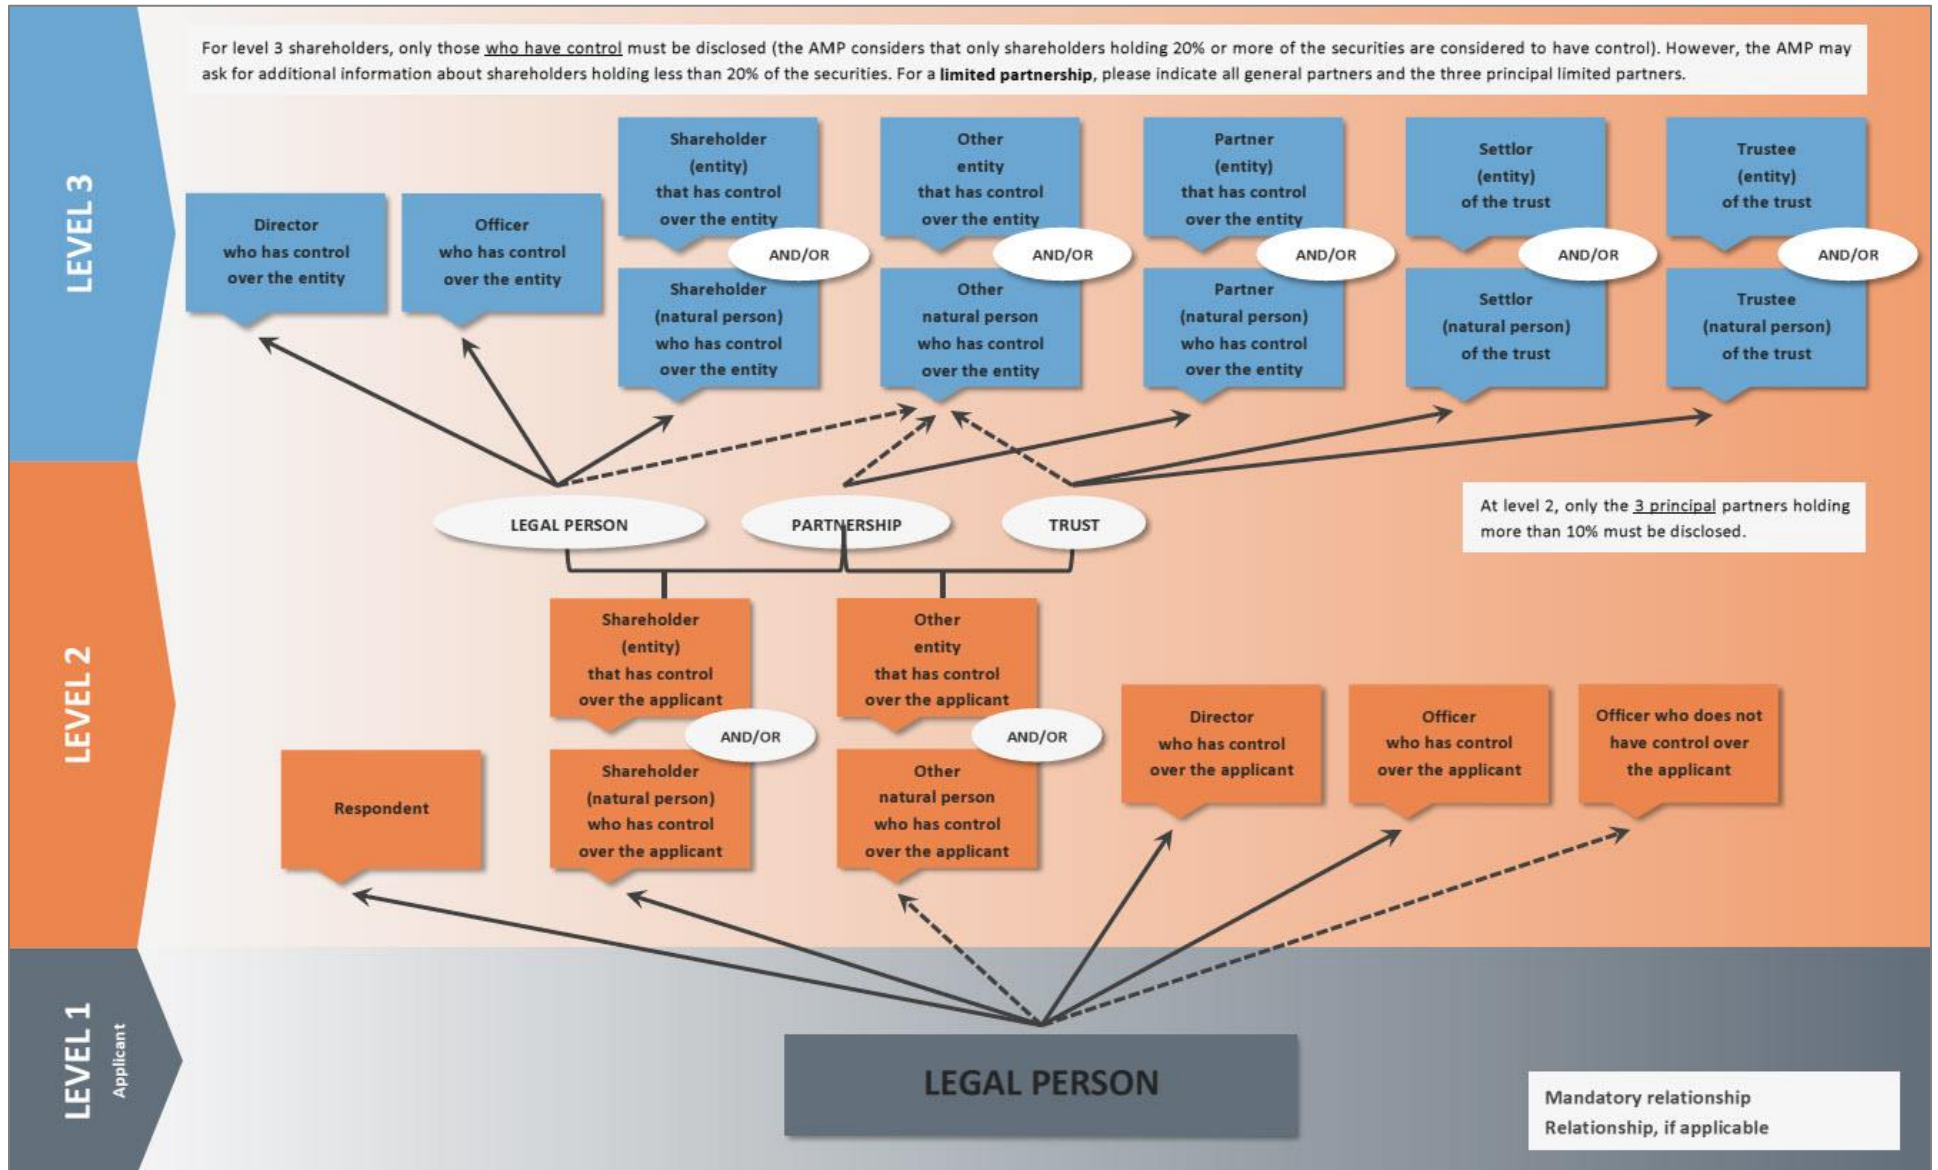 For level 3 shareholders, only those who have control must be disclosed (the AMP considers that only shareholders holding 20% or more of the securities are considered to have control). However, the AMP may
ask for additional information about shareholders holding less than 20% of the securities. For a limited partnership, please indicate all general partners and the three principal limited partners.
LEVEL 3
Director
who has control
over the entity
Officer
who has control
over the entity
Shareholder
(entity)
that has control
over the entity
AND/OR
Shareholder
(natural person)
who has control
over the entity
Other
entity
that has control
over the entity
AND/OR
Other
natural person
who has control
over the entity
Partner
(entity)
that has control
over the entity
AND/OR
Partner
(natural person)
who has control
over the entity
Settlor
(entity)
of the trust
AND/OR
Settlor
(natural person)
of the trust
Trustee
(entity)
of the trust
AND/OR
Trustee
(natural person)
of the trust
LEGAL PERSON
PARTNERSHIP
TRUST
At level 2, only the 3 principal partners holding
more than 10% must be disclosed.
LEVEL 2
Respondent
Shareholder
(entity)
that has control
over the applicant
AND/OR
Shareholder
(natural person)
who has control
over the applicant
Other
entity
that has control
over the applicant
AND/OR
Other
natural person
who has control
over the applicant
Director
who has control
over the applicant
Officer
who has control
over the applicant
Officer who does not
have control over
the applicant
LEVEL 1
Applicant
LEGAL PERSON
Mandatory relationship
Relationship, if applicable